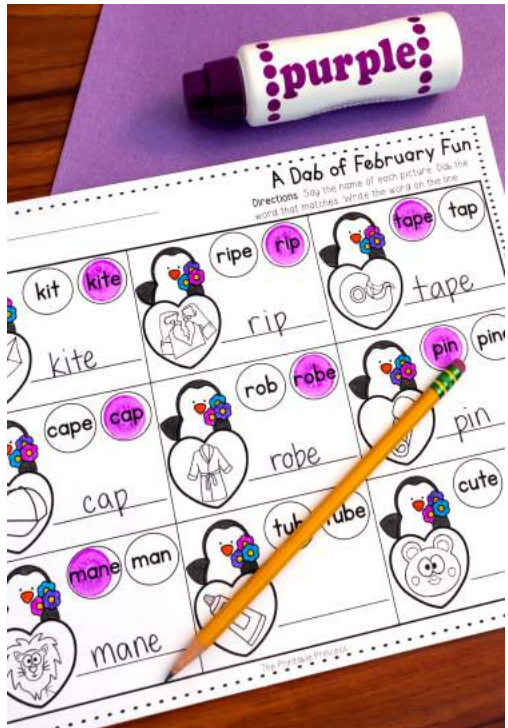 purple
A Dab of February Fun
Directions: Say the name of each picture. Dab the
word that matches. Write the word on the line.
kit kite
kite
ripe rip
rip
tape tap
tape
cape cap
cap
rob robe
robe
pin pine
pin
mane man
mane
tub tube
cute
The Printable Princess